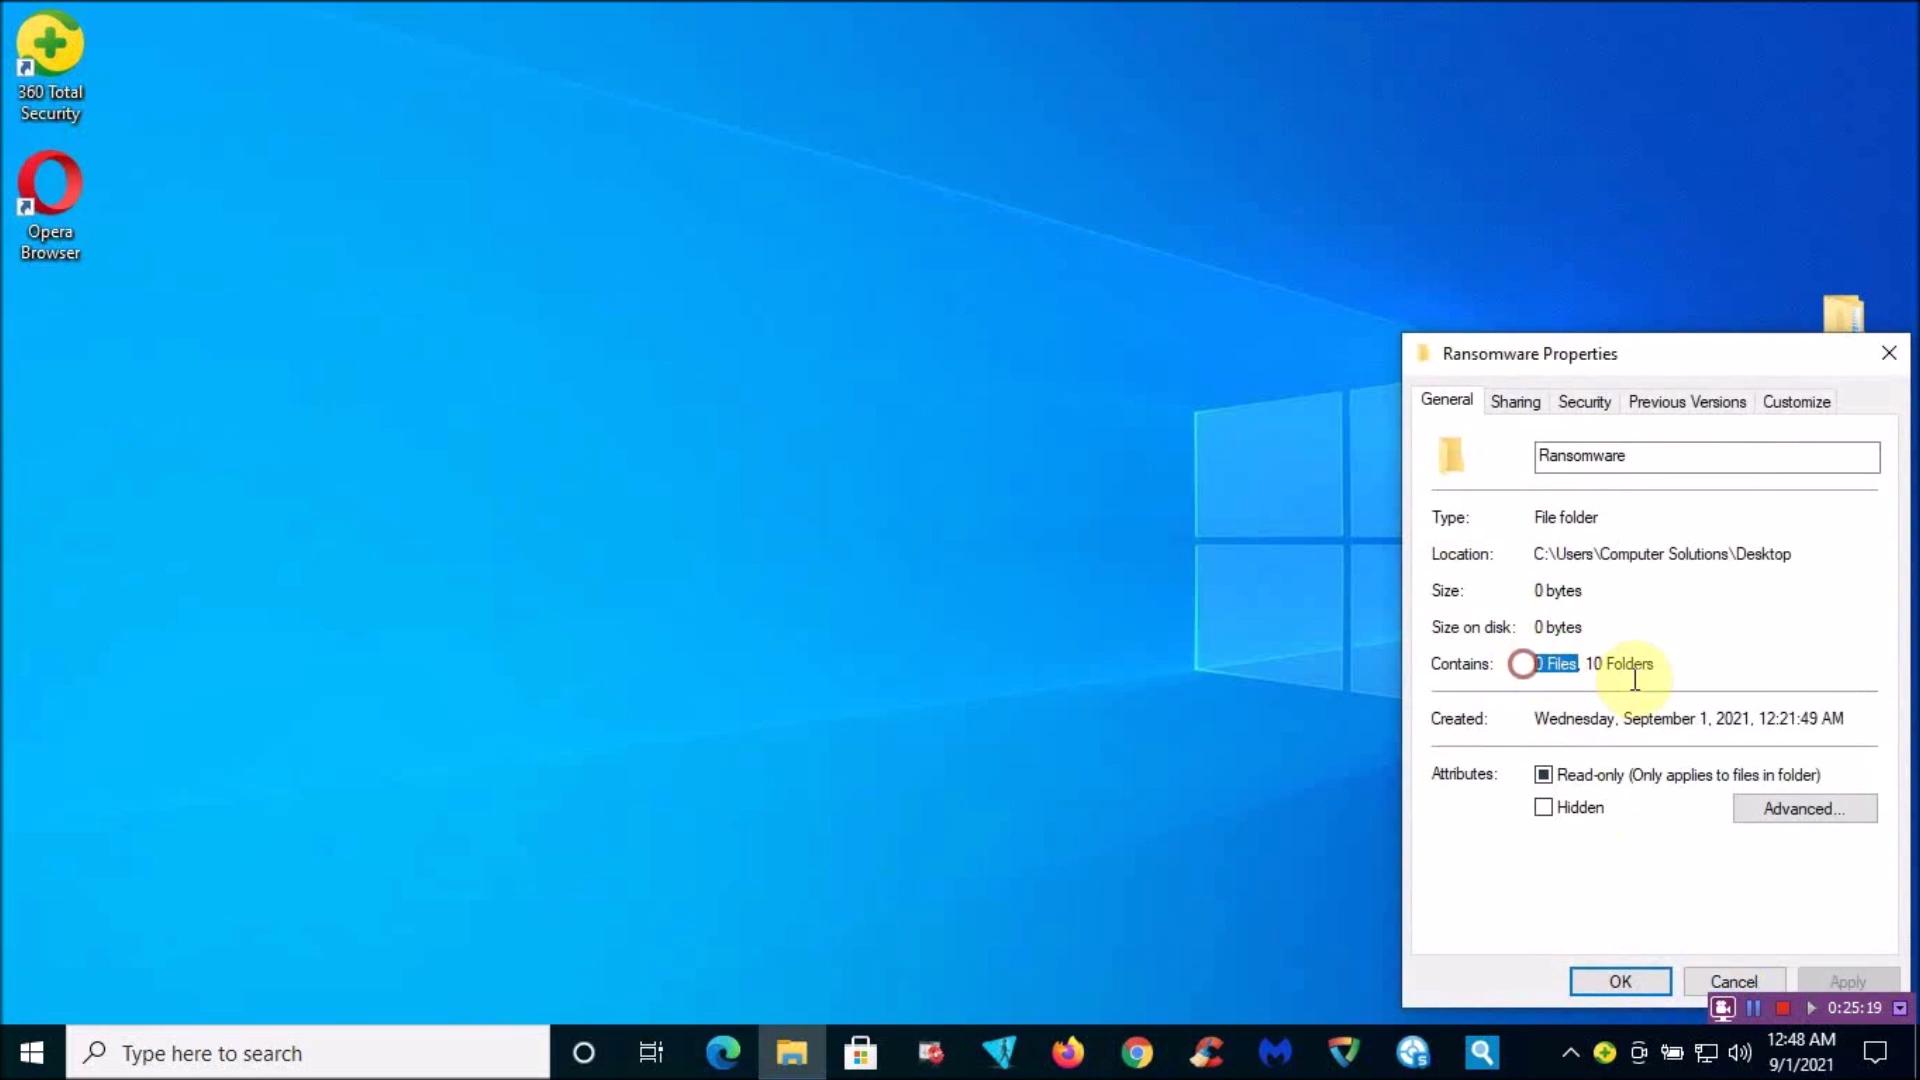 360 Total
Security
Opera
Browser
Ransomware Properties
General
Sharing
Security
Previous Versions
Customize
Ransomware
Type: File folder
Location: C:\Users\Computer Solutions\Desktop
Size: 0 bytes
Size on disk: 0 bytes
Contains: 0 Files, 10 Folders
Created: Wednesday, September 1, 2021, 12:21:49 AM
Attributes: Read-only (Only applies to files in folder)
Hidden
Advanced...
OK
Cancel
Apply
0:25:19
Type here to search
12:48 AM
9/1/2021